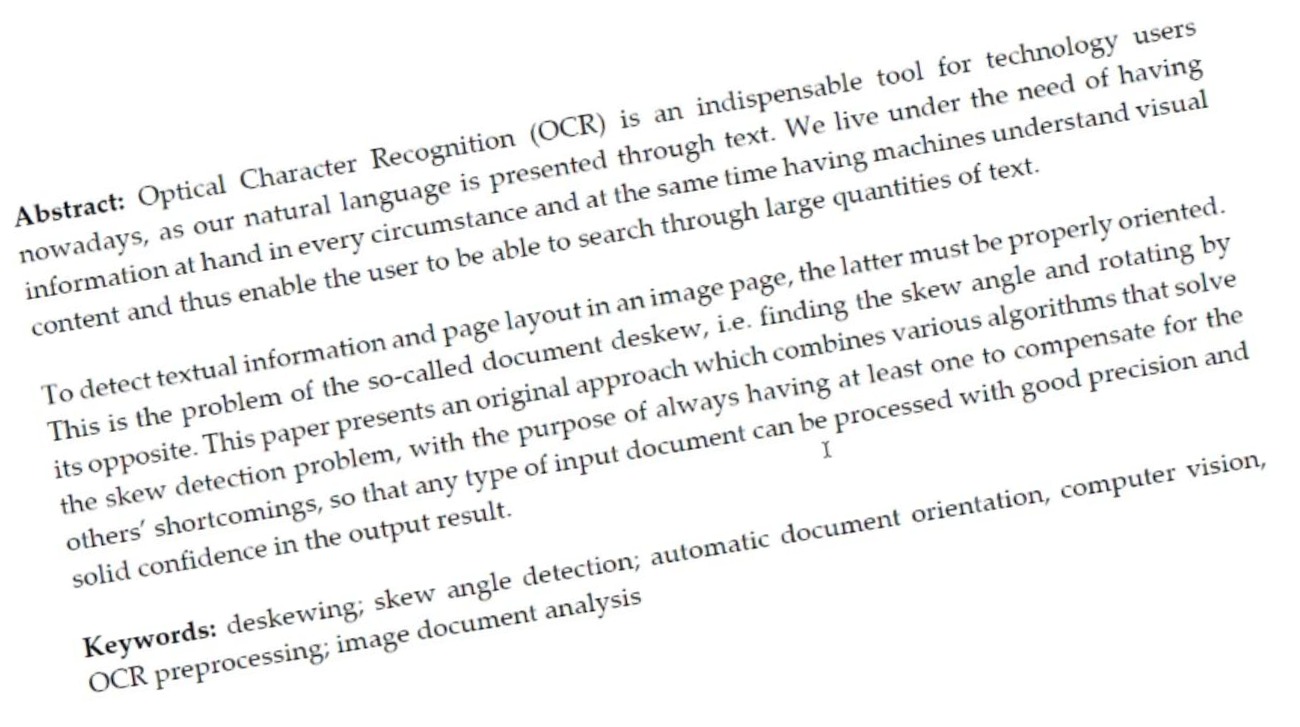 Abstract: Optical Character Recognition (OCR) is an indispensable tool for technology users
nowadays, as our natural language is presented through text. We live under the need of having
information at hand in every circumstance and at the same time having machines understand visual
content and thus enable the user to be able to search through large quantities of text.
To detect textual information and page layout in an image page, the latter must be properly oriented.
This is the problem of the so-called document deskew, i.e. finding the skew angle and rotating by
its opposite. This paper presents an original approach which combines various algorithms that solve
the skew detection problem, with the purpose of always having at least one to compensate for the
others' shortcomings, so that any type of input document can be processed with good precision and
solid confidence in the output result.
Keywords: deskewing; skew angle detection; automatic document orientation, computer vision,
OCR preprocessing; image document analysis